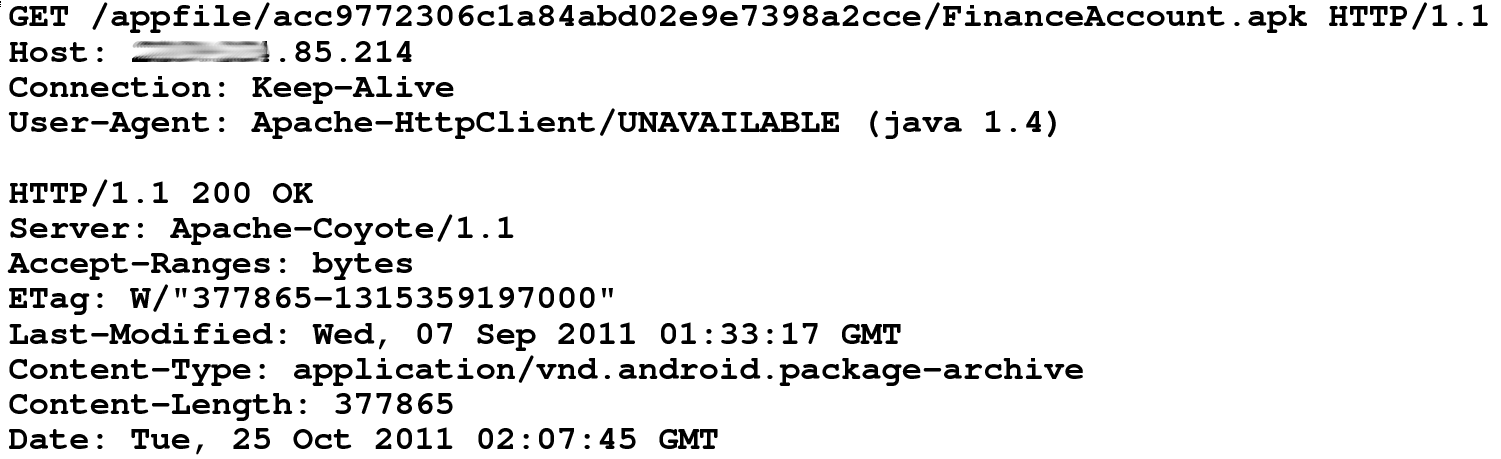 GET /appfile/acc9772306c1a84abd02e9e7398a2cce/FinanceAccount.apk HTTP/1.1
Host: .85.214
Connection: Keep-Alive
User-Agent: Apache-HttpClient/UNAVAILABLE (java 1.4)
HTTP/1.1 200 OK
Server: Apache-Coyote/1.1
Accept-Ranges: bytes
ETag: W/"377865-1315359197000"
Last-Modified: Wed, 07 Sep 2011 01:33:17 GMT
Content-Type: application/vnd.android.package-archive
Content-Length: 377865
Date: Tue, 25 Oct 2011 02:07:45 GMT